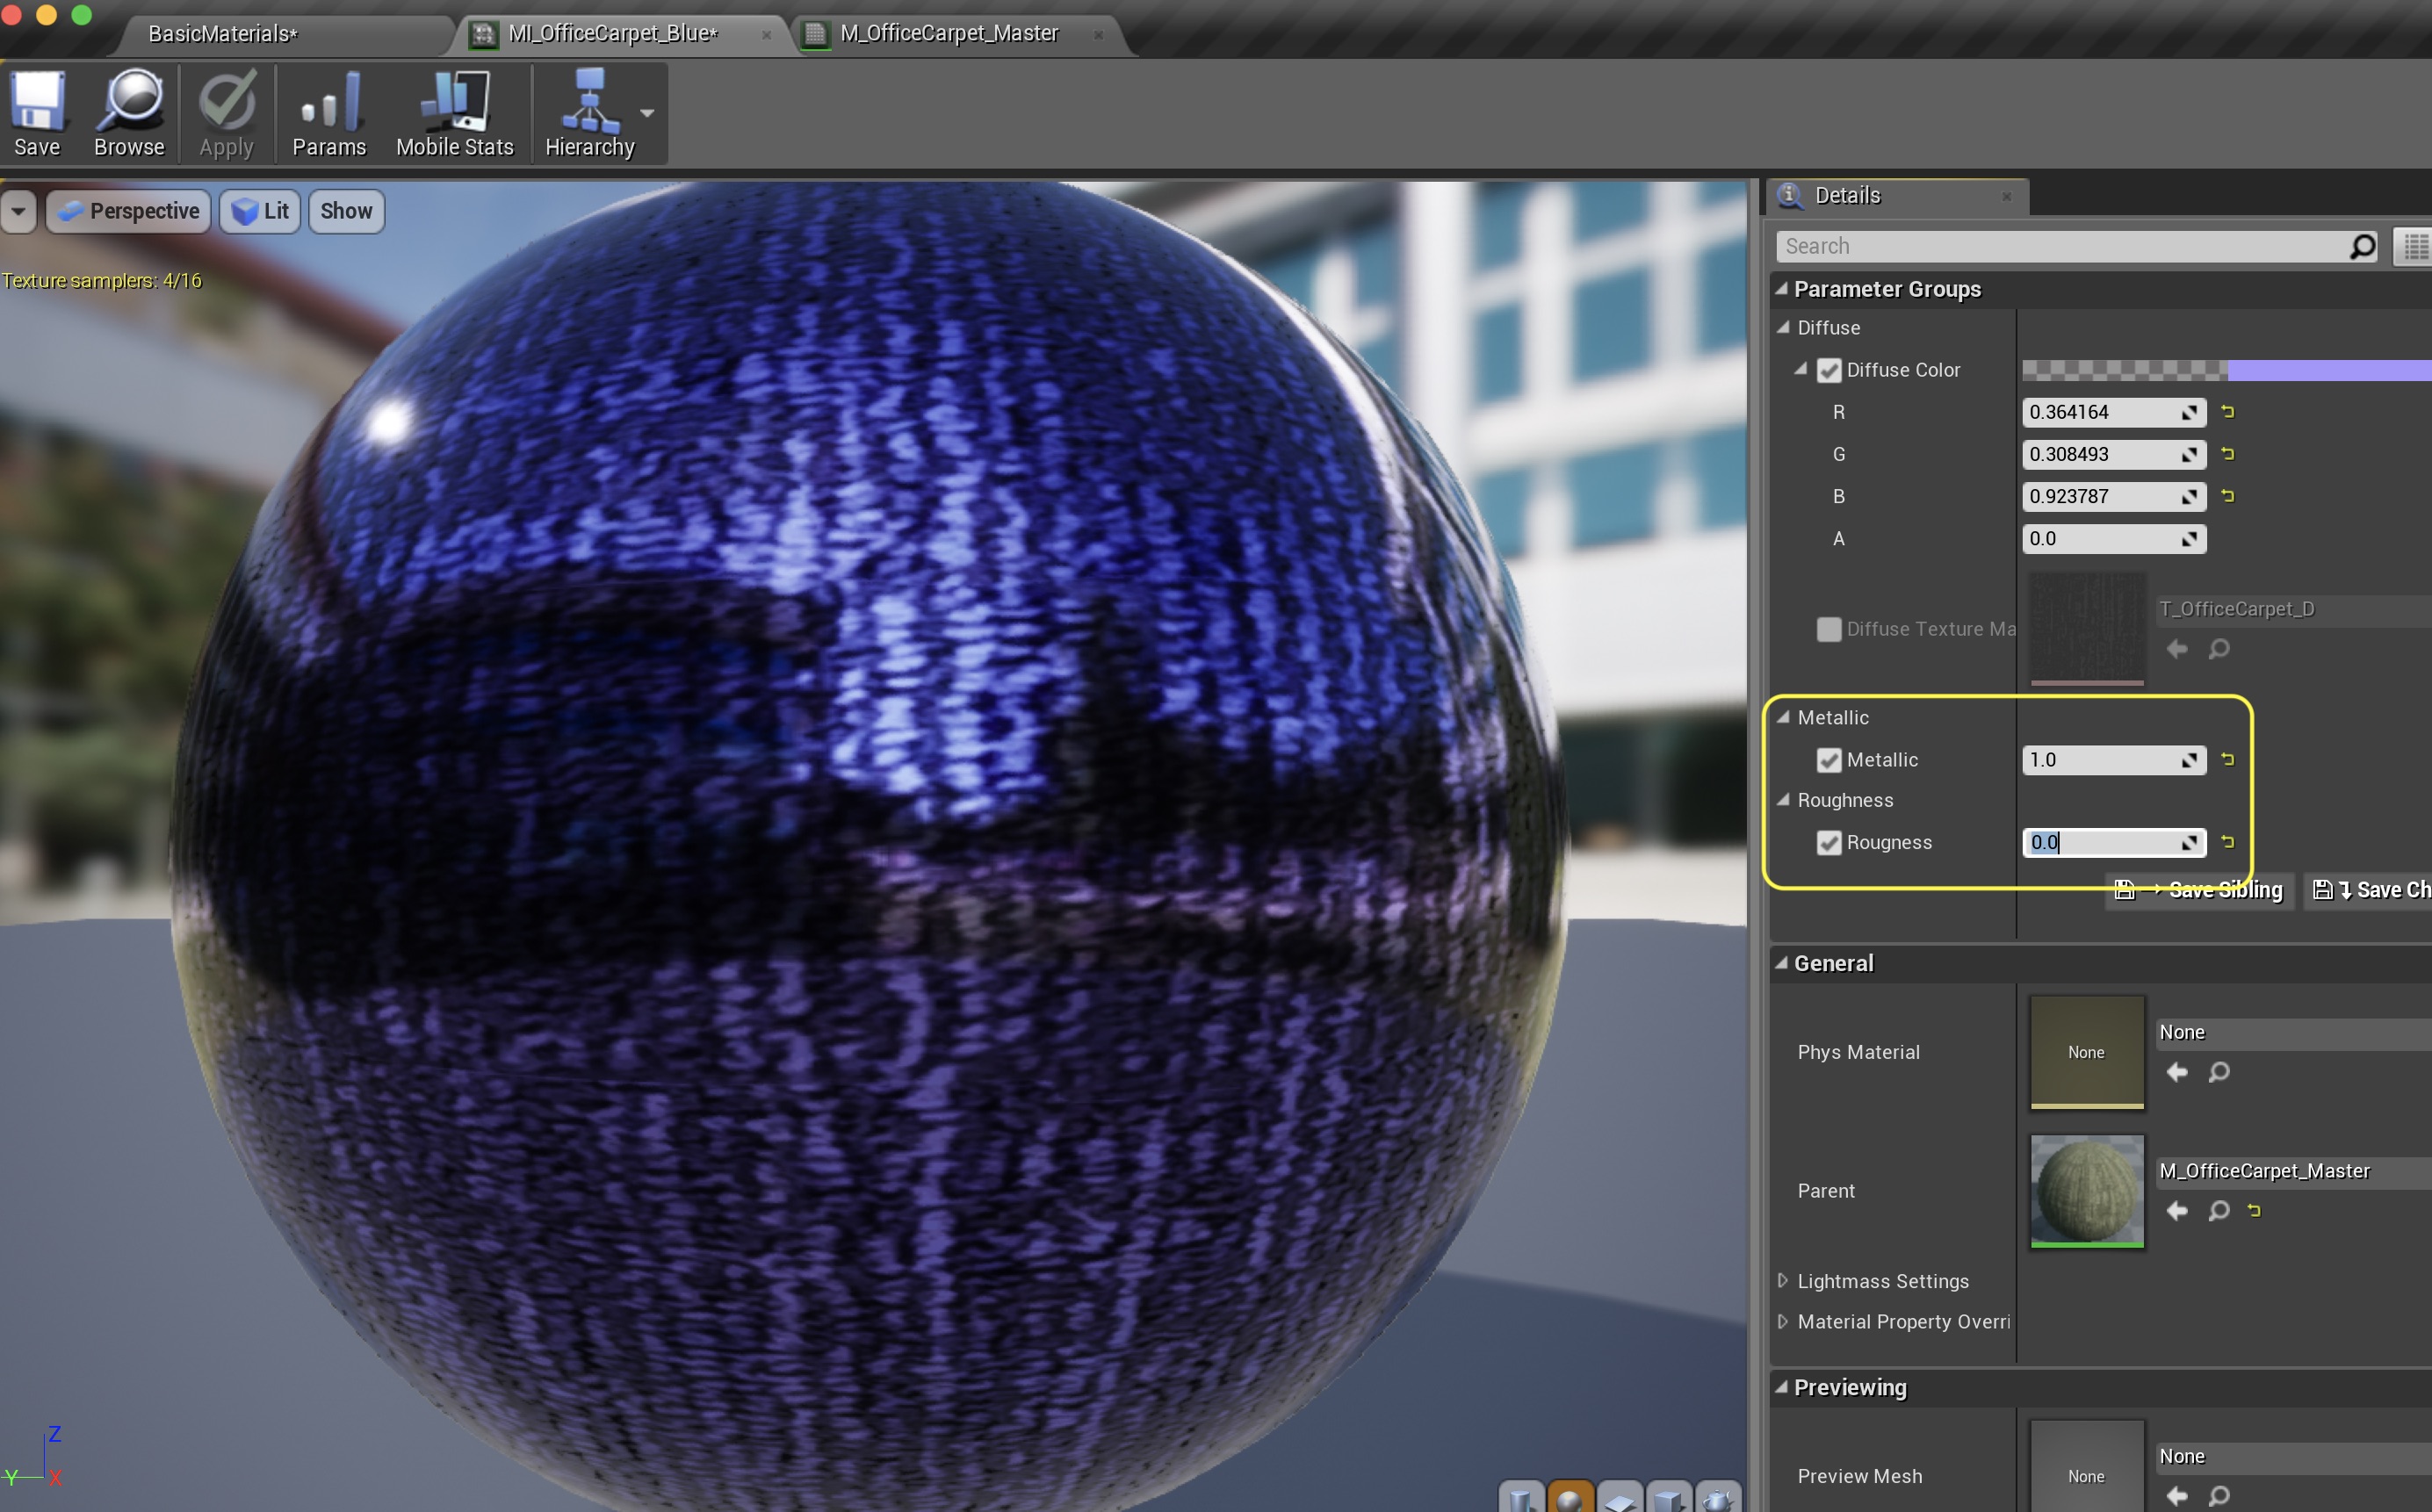 BasicMaterials*
MI_OfficeCarpet_Blue*
M_OfficeCarpet_Master
Save
Browse
Apply
Params
Mobile Stats
Hierarchy
Perspective
Lit
Show
Texture samplers: 4/16
Details
Search
Parameter Groups
Diffuse
Diffuse Color
R 0.364164
G 0.308493
B 0.923787
A 0.0
Diffuse Texture Ma
T_OfficeCarpet_D
Metallic
Metallic 1.0
Roughness
Rougness 0.0
Save Sibling
Save Ch
General
Phys Material
None
None
Parent
M_OfficeCarpet_Master
Lightmass Settings
Material Property Overri
Previewing
Preview Mesh
None
None
Z
Y
X